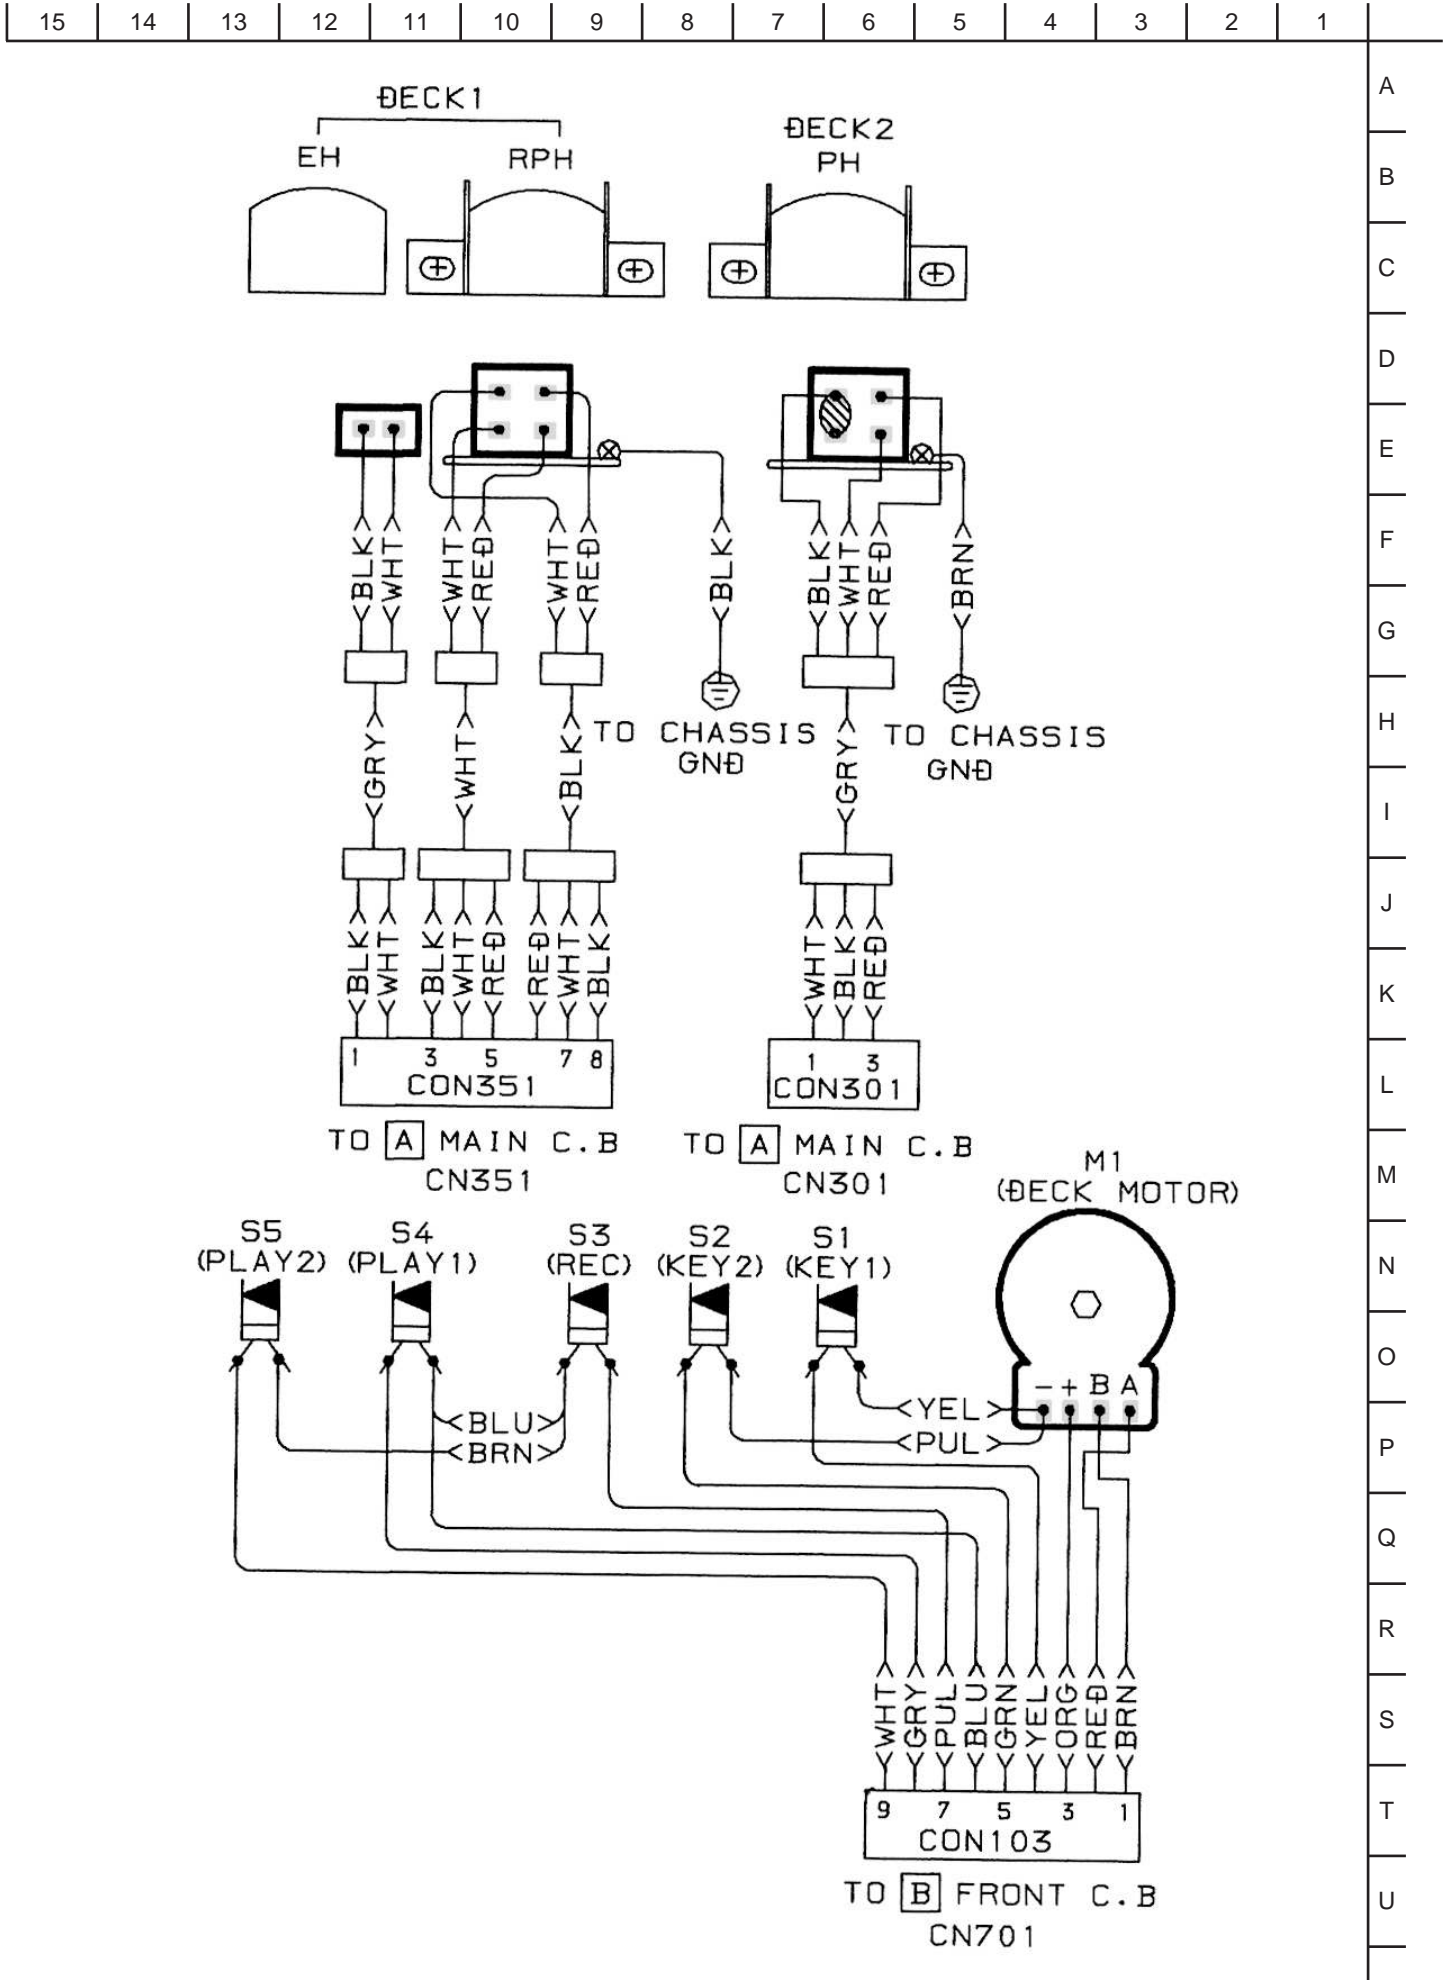 15 14 13 12 11 10 9 8 7 6 5 4 3 2 1
A
DECK1
DECK2
EH RPH PH
B
C
D
E
BLK WHT WHT RED WHT RED BLK BLK WHT RED BRN
F
G
TO CHASSIS GND
TO CHASSIS GND
H
GRY WHT BLK GRY
I
J
BLK WHT BLK WHT RED RED WHT BLK WHT BLK RED
K
1 3 5 7 8
CON351
1 3
CON301
L
TO A MAIN C.B
CN351
TO A MAIN C.B
CN301
M
M1
(DECK MOTOR)
S5
(PLAY2)
S4
(PLAY1)
S3
(REC)
S2
(KEY2)
S1
(KEY1)
N
O
- + B A
YEL
PUL
BLU
BRN
P
Q
R
WHT GRY PUL BLU GRN YEL ORG RED BRN
S
9 7 5 3 1
CON103
T
TO B FRONT C.B
CN701
U